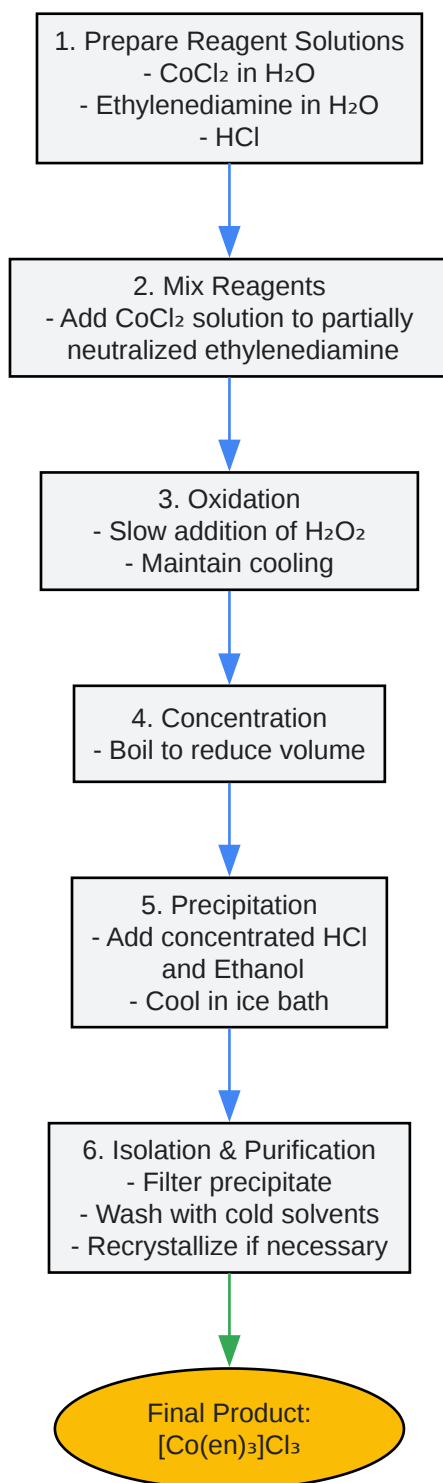 1. Prepare Reagent Solutions
- CoCl₂ in H₂O
- Ethylenediamine in H₂O
- HCl
2. Mix Reagents
- Add CoCl₂ solution to partially
neutralized ethylenediamine
3. Oxidation
- Slow addition of H₂O₂
- Maintain cooling
4. Concentration
- Boil to reduce volume
5. Precipitation
- Add concentrated HCl
and Ethanol
- Cool in ice bath
6. Isolation & Purification
- Filter precipitate
- Wash with cold solvents
- Recrystallize if necessary
Final Product:
[Co(en)₃]Cl₃